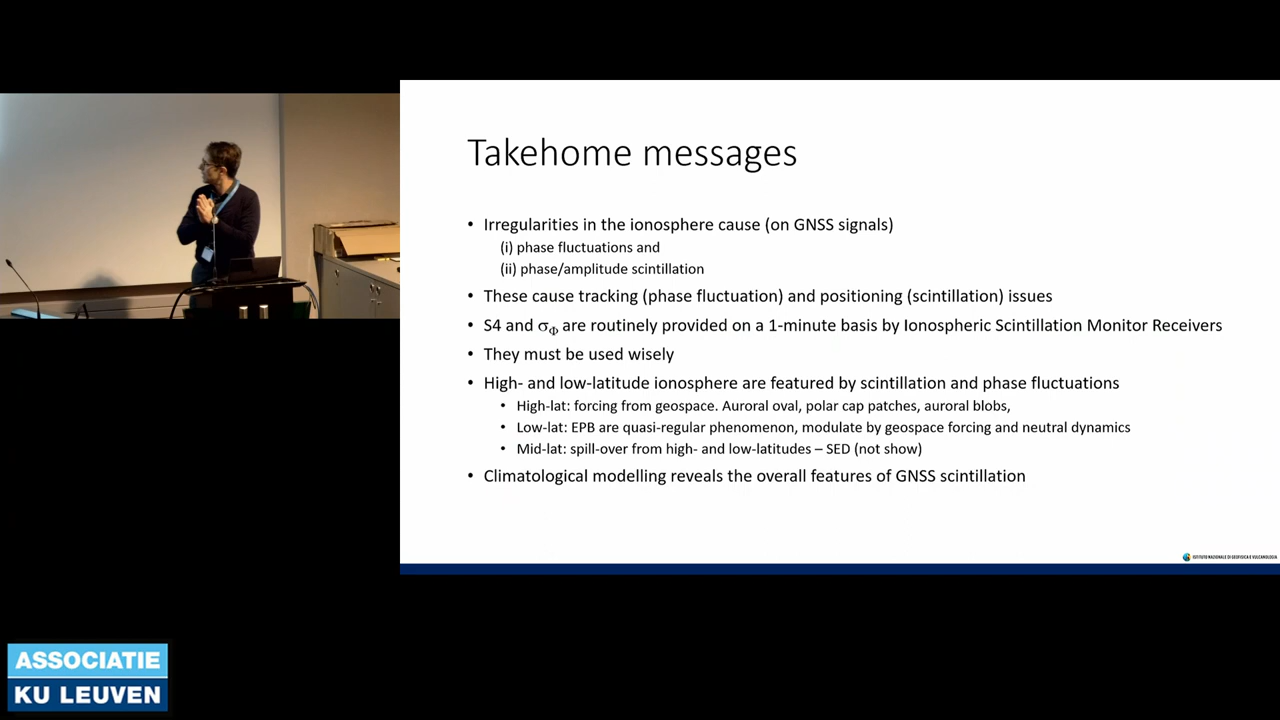 Takehome messages
• Irregularities in the ionosphere cause (on GNSS signals)
(i) phase fluctuations and
(ii) phase/amplitude scintillation
• These cause tracking (phase fluctuation) and positioning (scintillation) issues
• S4 and σΦ are routinely provided on a 1-minute basis by Ionospheric Scintillation Monitor Receivers
• They must be used wisely
• High- and low-latitude ionosphere are featured by scintillation and phase fluctuations
• High-lat: forcing from geospace. Auroral oval, polar cap patches, auroral blobs,
• Low-lat: EPB are quasi-regular phenomenon, modulate by geospace forcing and neutral dynamics
• Mid-lat: spill-over from high- and low-latitudes – SED (not show)
• Climatological modelling reveals the overall features of GNSS scintillation
ISTITUTO NAZIONALE DI GEOFISICA E VULCANOLOGIA
ASSOCIATIE
KU LEUVEN